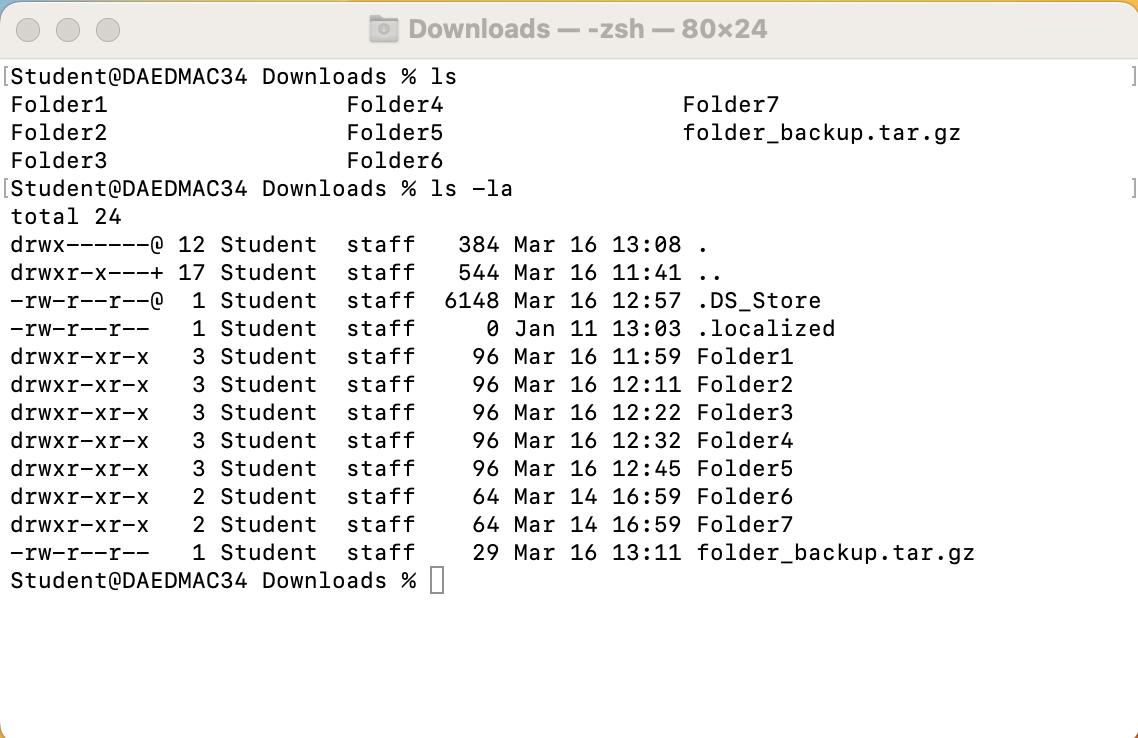 Downloads — -zsh — 80×24
[Student@DAEDMAC34 Downloads % ls ]
Folder1                 Folder4                 Folder7
Folder2                 Folder5                 folder_backup.tar.gz
Folder3                 Folder6
[Student@DAEDMAC34 Downloads % ls -la ]
total 24
drwx------@ 12 Student  staff   384 Mar 16 13:08 .
drwxr-x---+ 17 Student  staff   544 Mar 16 11:41 ..
-rw-r--r--@  1 Student  staff  6148 Mar 16 12:57 .DS_Store
-rw-r--r--   1 Student  staff     0 Jan 11 13:03 .localized
drwxr-xr-x   3 Student  staff    96 Mar 16 11:59 Folder1
drwxr-xr-x   3 Student  staff    96 Mar 16 12:11 Folder2
drwxr-xr-x   3 Student  staff    96 Mar 16 12:22 Folder3
drwxr-xr-x   3 Student  staff    96 Mar 16 12:32 Folder4
drwxr-xr-x   3 Student  staff    96 Mar 16 12:45 Folder5
drwxr-xr-x   2 Student  staff    64 Mar 14 16:59 Folder6
drwxr-xr-x   2 Student  staff    64 Mar 14 16:59 Folder7
-rw-r--r--   1 Student  staff    29 Mar 16 13:11 folder_backup.tar.gz
Student@DAEDMAC34 Downloads %